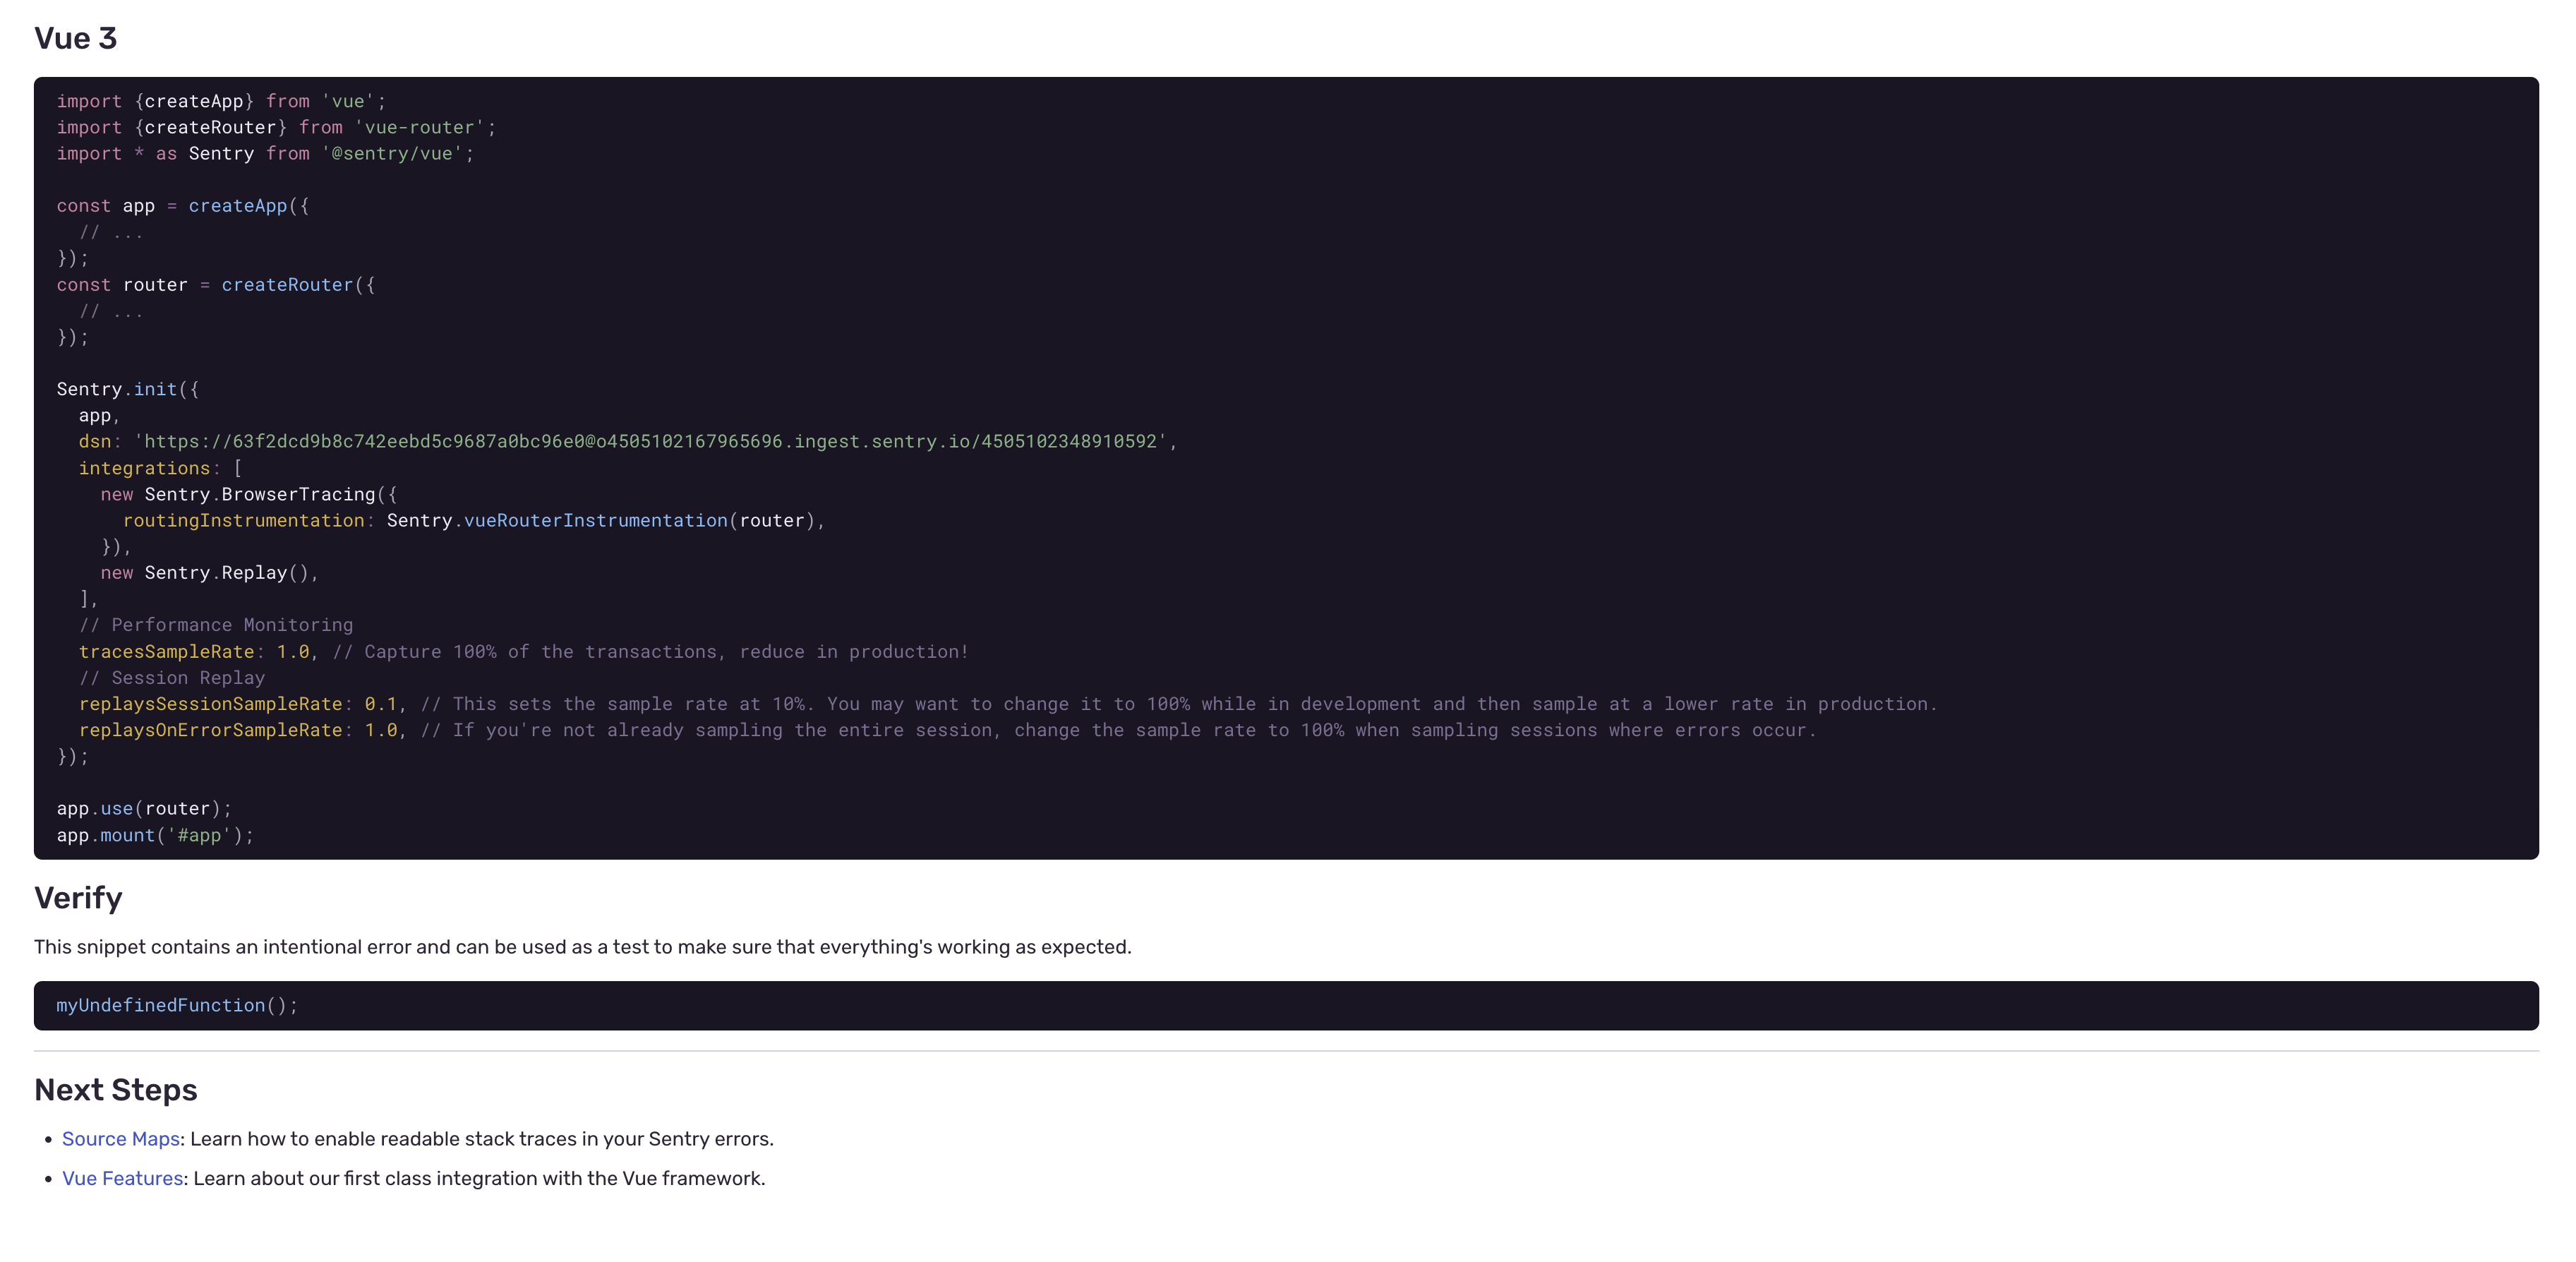 Vue 3
import {createApp} from 'vue';
import {createRouter} from 'vue-router';
import * as Sentry from '@sentry/vue';
const app = createApp({
  // ...
});
const router = createRouter({
  // ...
});
Sentry.init({
  app,
  dsn: 'https://63f2dcd9b8c742eebd5c9687a0bc96e0@o4505102167965696.ingest.sentry.io/4505102348910592',
  integrations: [
    new Sentry.BrowserTracing({
      routingInstrumentation: Sentry.vueRouterInstrumentation(router),
    }),
    new Sentry.Replay(),
  ],
  // Performance Monitoring
  tracesSampleRate: 1.0, // Capture 100% of the transactions, reduce in production!
  // Session Replay
  replaysSessionSampleRate: 0.1, // This sets the sample rate at 10%. You may want to change it to 100% while in development and then sample at a lower rate in production.
  replaysOnErrorSampleRate: 1.0, // If you're not already sampling the entire session, change the sample rate to 100% when sampling sessions where errors occur.
});
app.use(router);
app.mount('#app');
Verify
This snippet contains an intentional error and can be used as a test to make sure that everything's working as expected.
myUndefinedFunction();
Next Steps
• Source Maps: Learn how to enable readable stack traces in your Sentry errors.
• Vue Features: Learn about our first class integration with the Vue framework.